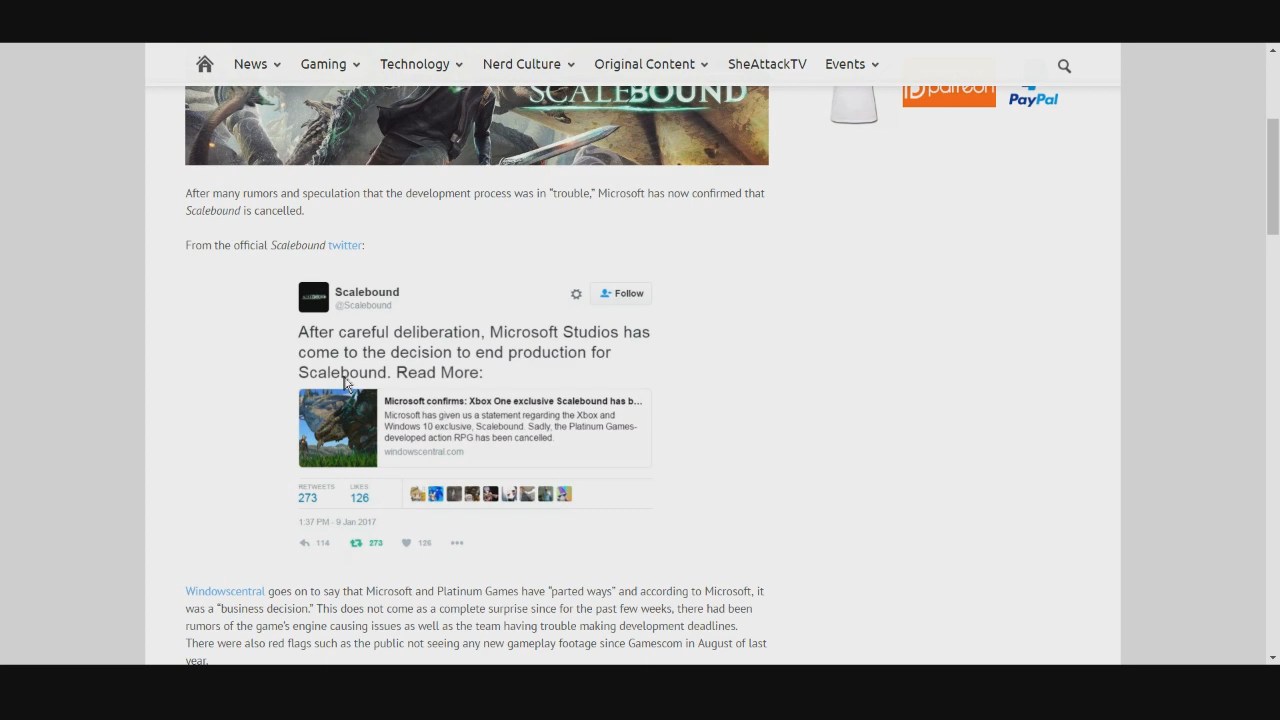 News Gaming Technology Nerd Culture Original Content SheAttackTV Events
SCALEBOUND
patreon
PayPal
After many rumors and speculation that the development process was in “trouble,” Microsoft has now confirmed that
Scalebound is cancelled.
From the official Scalebound twitter:
Scalebound
@Scalebound
Follow
After careful deliberation, Microsoft Studios has
come to the decision to end production for
Scalebound. Read More:
Microsoft confirms: Xbox One exclusive Scalebound has b...
Microsoft has given us a statement regarding the Xbox and
Windows 10 exclusive, Scalebound. Sadly, the Platinum Games-
developed action RPG has been cancelled.
windowscentral.com
RETWEETS LIKES
273 126
1:37 PM - 9 Jan 2017
114 273 126
Windowscentral goes on to say that Microsoft and Platinum Games have “parted ways” and according to Microsoft, it
was a “business decision.” This does not come as a complete surprise since for the past few weeks, there had been
rumors of the game’s engine causing issues as well as the team having trouble making development deadlines.
There were also red flags such as the public not seeing any new gameplay footage since Gamescom in August of last
year.